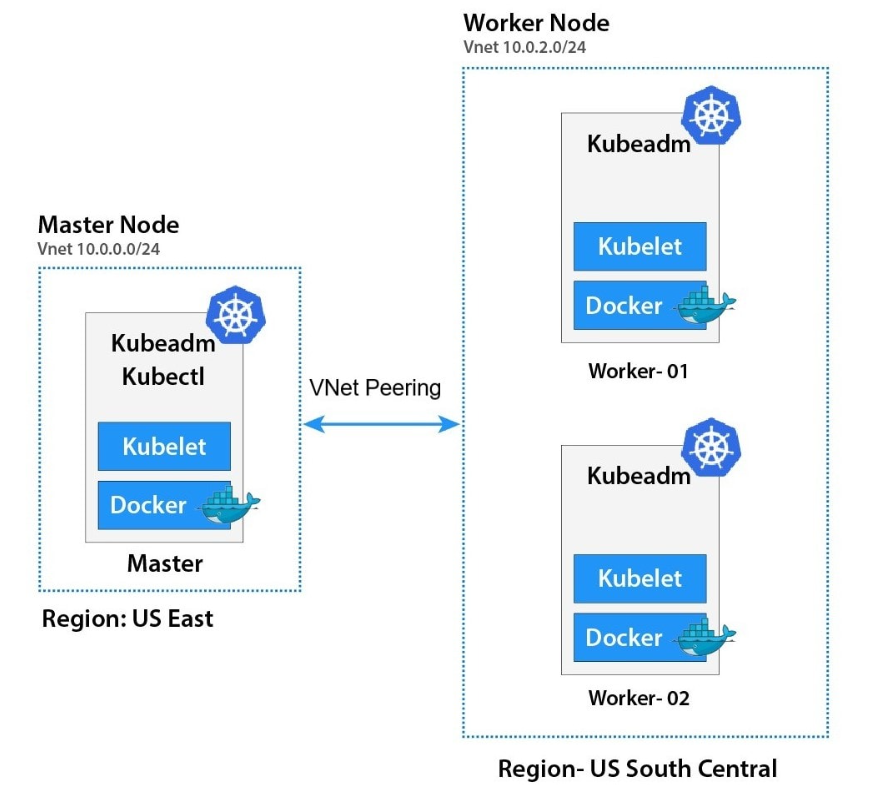 Worker Node
Vnet 10.0.2.0/24
Kubeadm
Kubelet
Docker
Worker- 01
Master Node
Vnet 10.0.0.0/24
Kubeadm
Kubectl
Kubelet
Docker
Master
Region: US East
VNet Peering
Kubeadm
Kubelet
Docker
Worker- 02
Region- US South Central